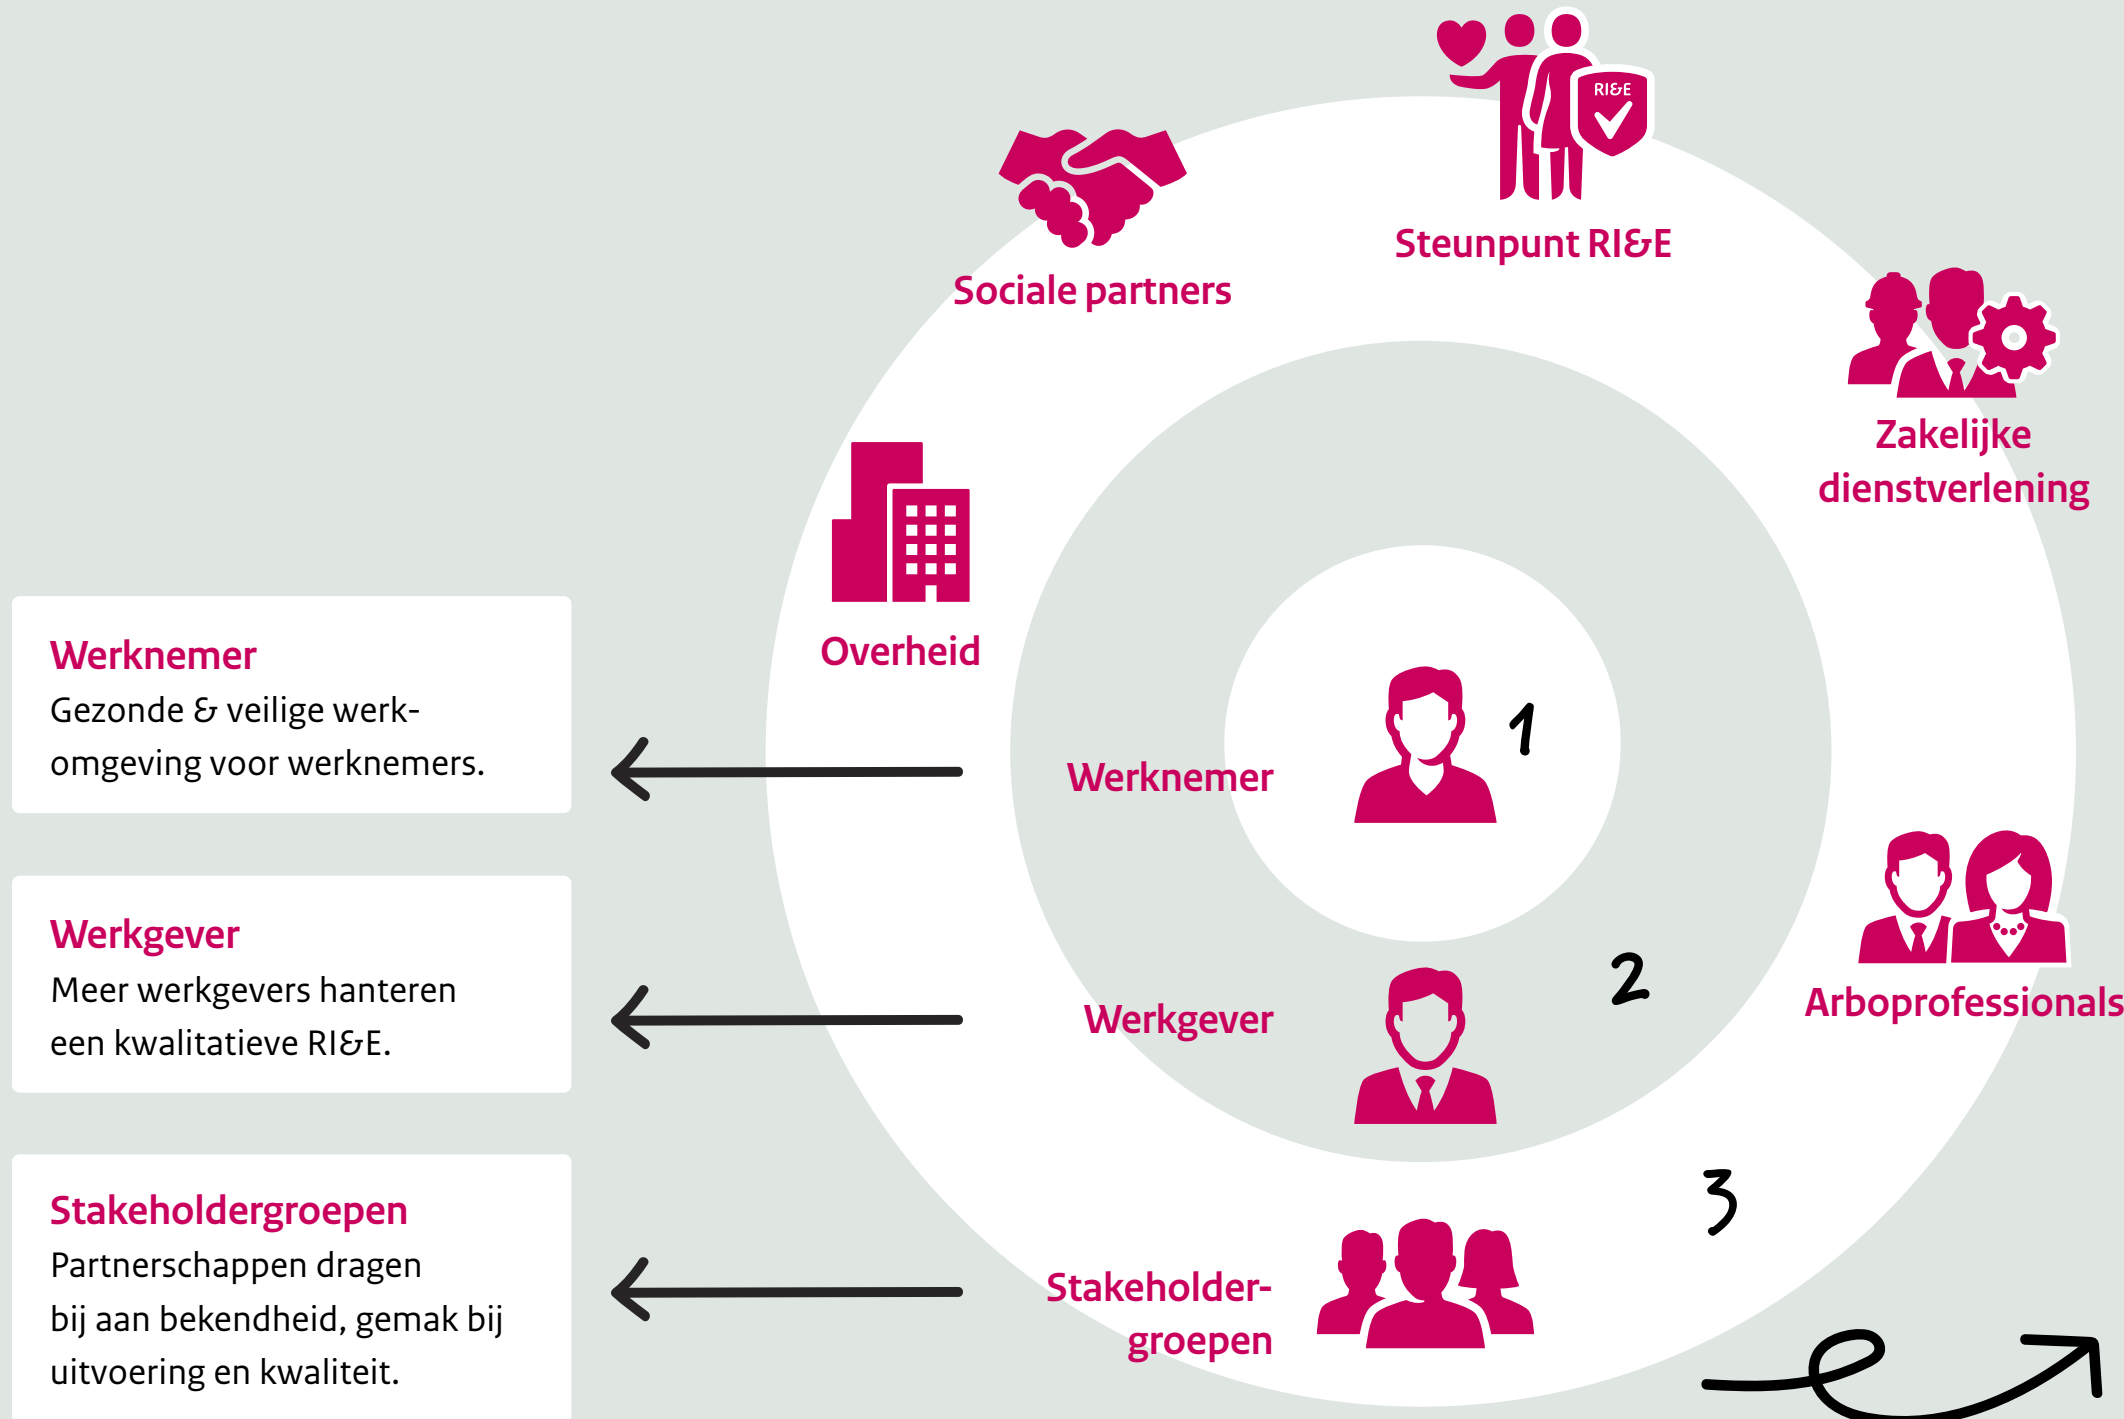 RI&E
Steunpunt RI&E
Sociale partners
Zakelijke
dienstverlening
Overheid
Werknemer
Gezonde & veilige werk-
omgeving voor werknemers.
Werknemer
1
Werkgever
Meer werkgevers hanteren
een kwalitatieve RI&E.
Werkgever
2
Arboprofessionals
Stakeholdergroepen
Partnerschappen dragen
bij aan bekendheid, gemak bij
uitvoering en kwaliteit.
Stakeholder-
groepen
3